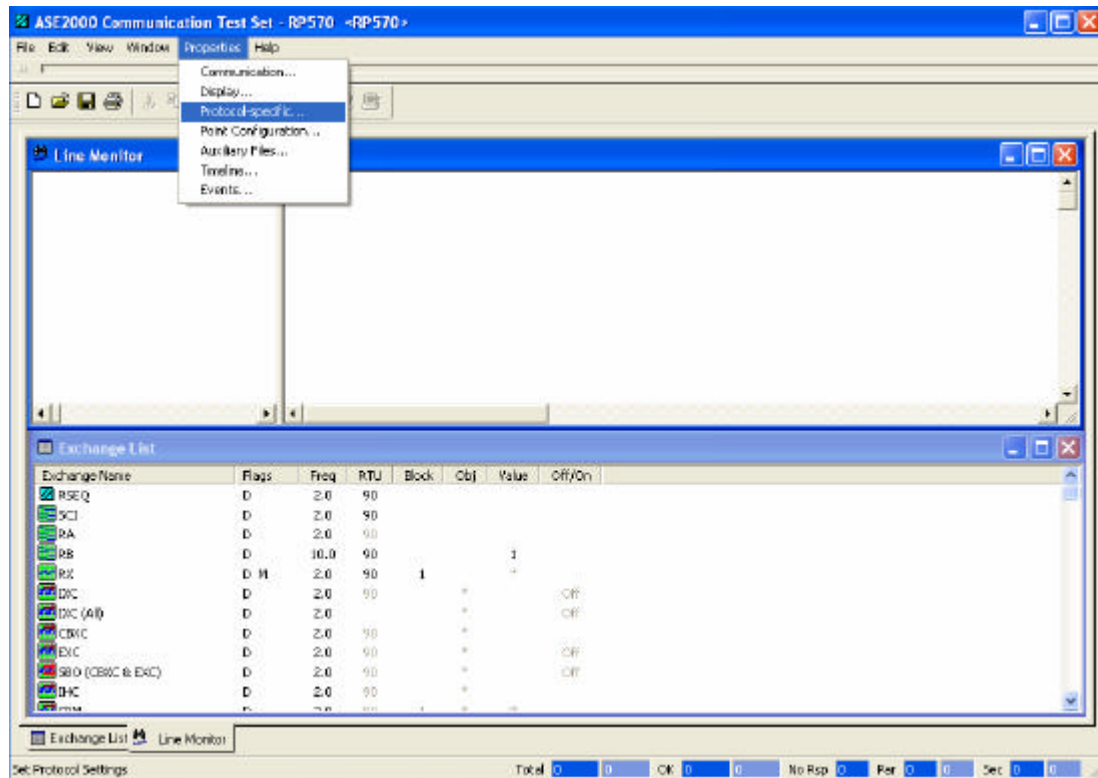 ASE2000 Communication Test Set - RP570 <RP570>
File Edit View Window Properties Help
Communication...
Display...
Protocol-specific...
Point Configuration...
Auxiliary Files...
Timeline...
Events...
Line Monitor
Exchange List
Exchange Name Flags Freq RTU Block Obj Value Off/On
RSEQ D 2.0 90
SCI D 2.0 90
RA D 2.0 90
RB D 10.0 90 1
RX D M 2.0 90 1 *
DXC D 2.0 90 * Off
DXC (All) D 2.0 * Off
CBXC D 2.0 90 *
EXC D 2.0 90 * Off
SBO (CBXC & EXC) D 2.0 90 * Off
IHC D 2.0 90 *
Exchange List Line Monitor
Set Protocol Settings Total 0 0 OK 0 0 No Rsp 0 Par 0 0 Sec 0 0